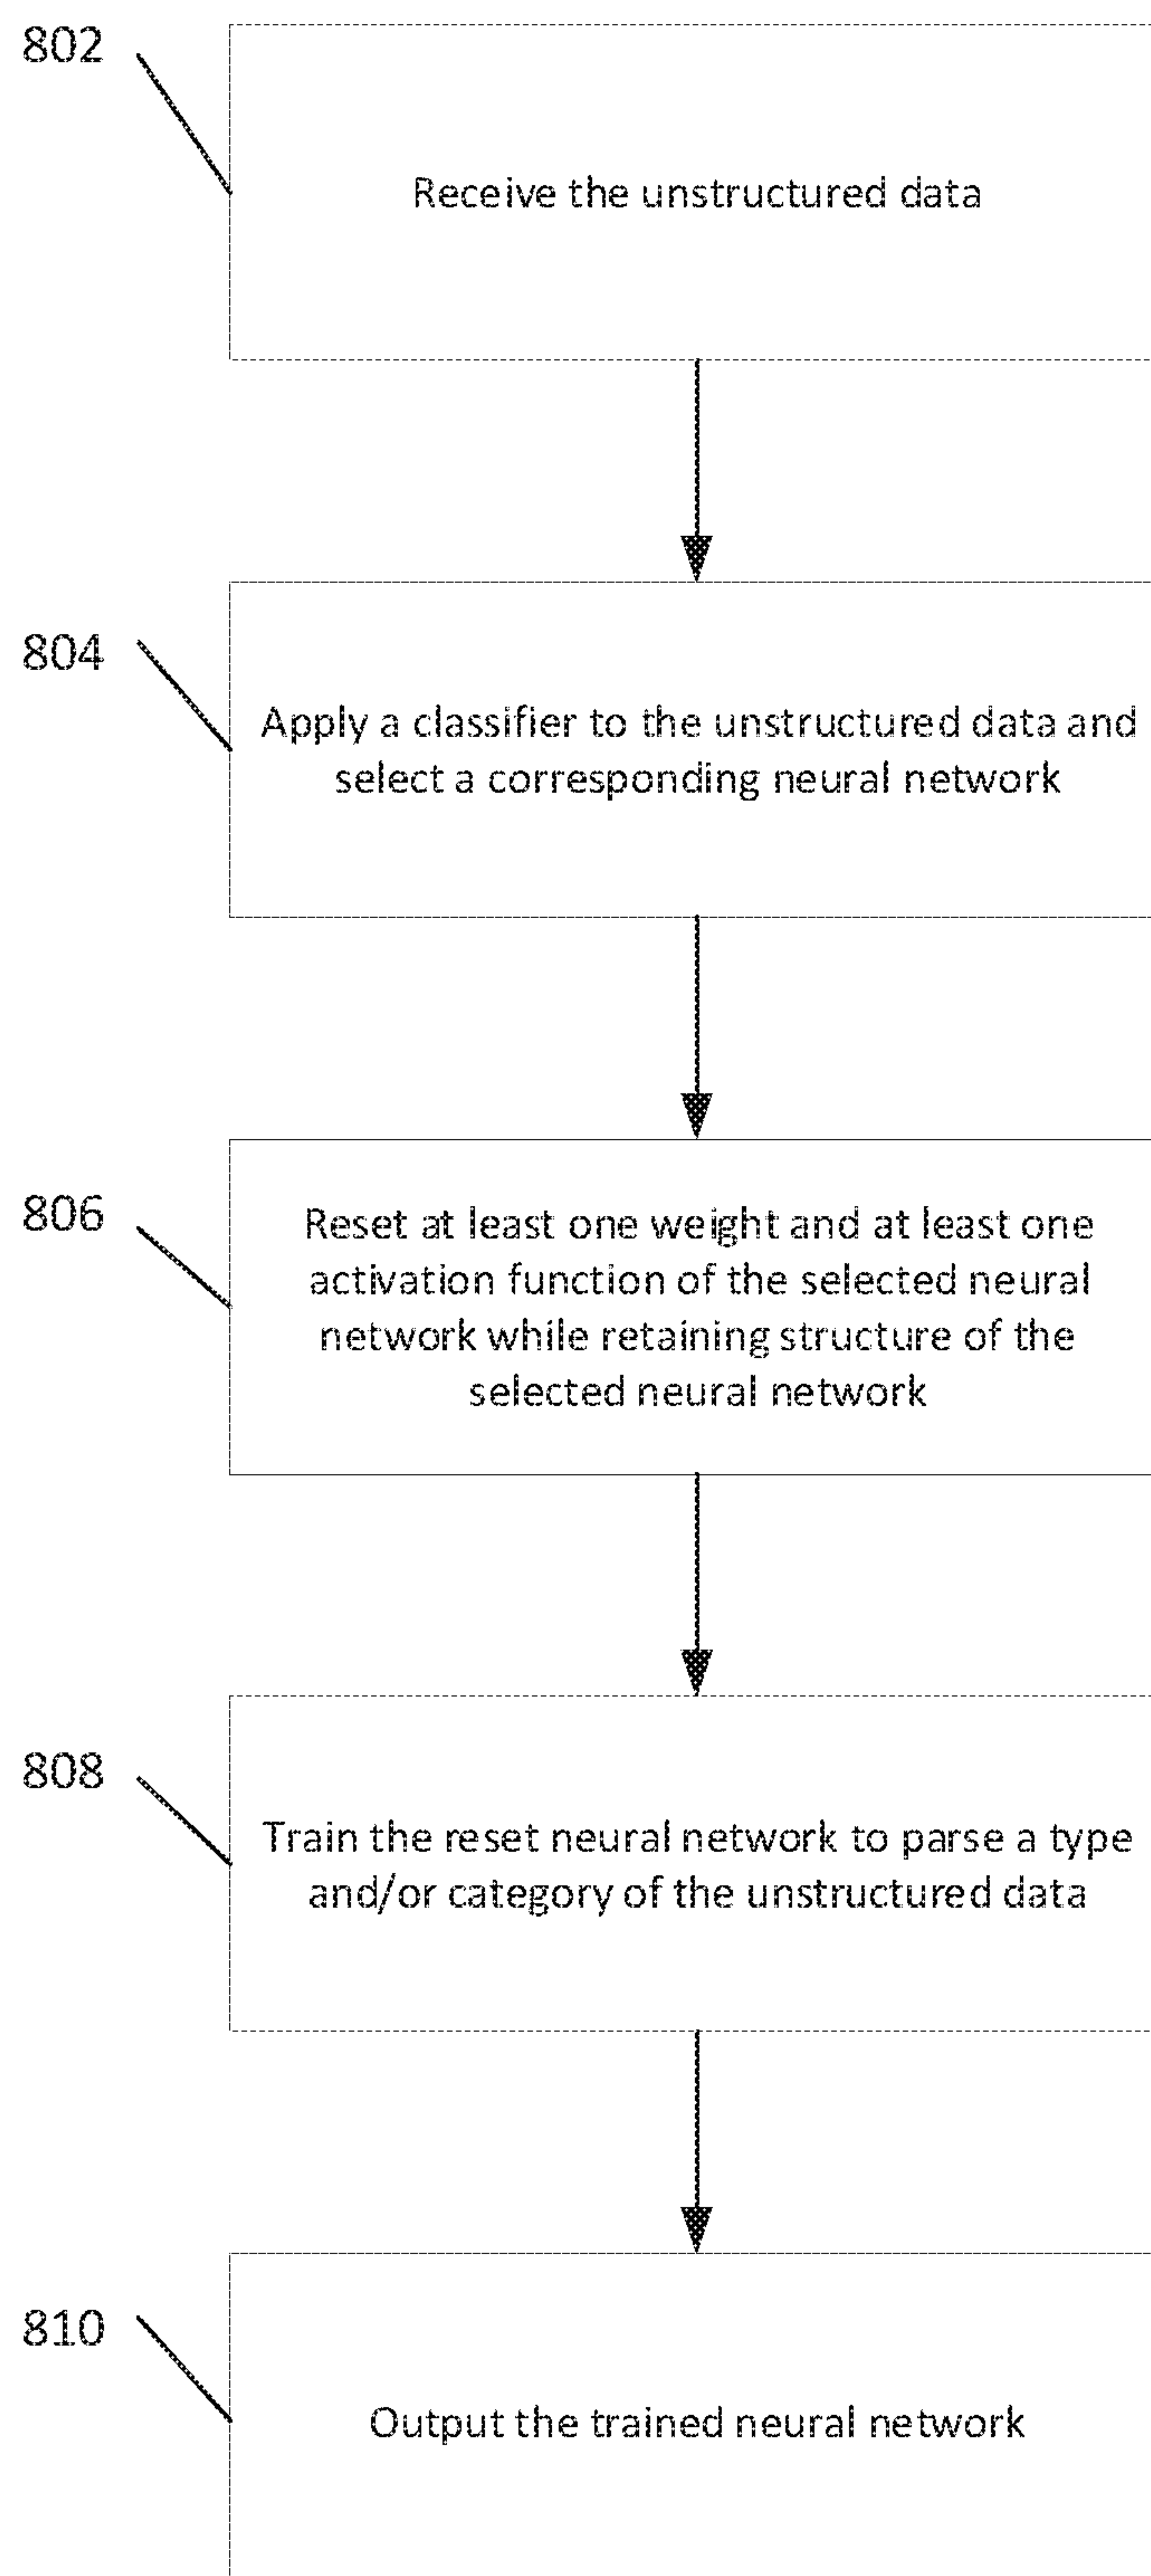 802
Receive the unstructured data
804
Apply a classifier to the unstructured data and
select a corresponding neural network
806
Reset at least one weight and at least one
activation function of the selected neural
network while retaining structure of the
selected neural network
808
Train the reset neural network to parse a type
and/or category of the unstructured data
810
Output the trained neural network